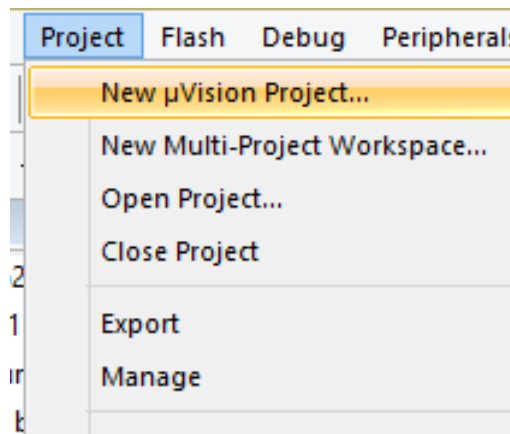 Project Flash Debug Peripherals
New µVision Project...
New Multi-Project Workspace...
Open Project...
Close Project
Export
Manage